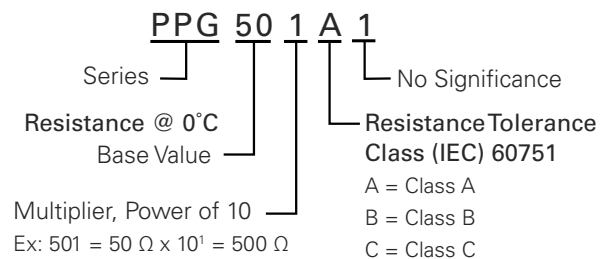 PPG 50 1 A 1
Series
No Significance
Resistance @ 0°C
Base Value
Resistance Tolerance
Class (IEC) 60751
A = Class A
B = Class B
C = Class C
Multiplier, Power of 10
Ex: 501 = 50 Ω x 10¹ = 500 Ω